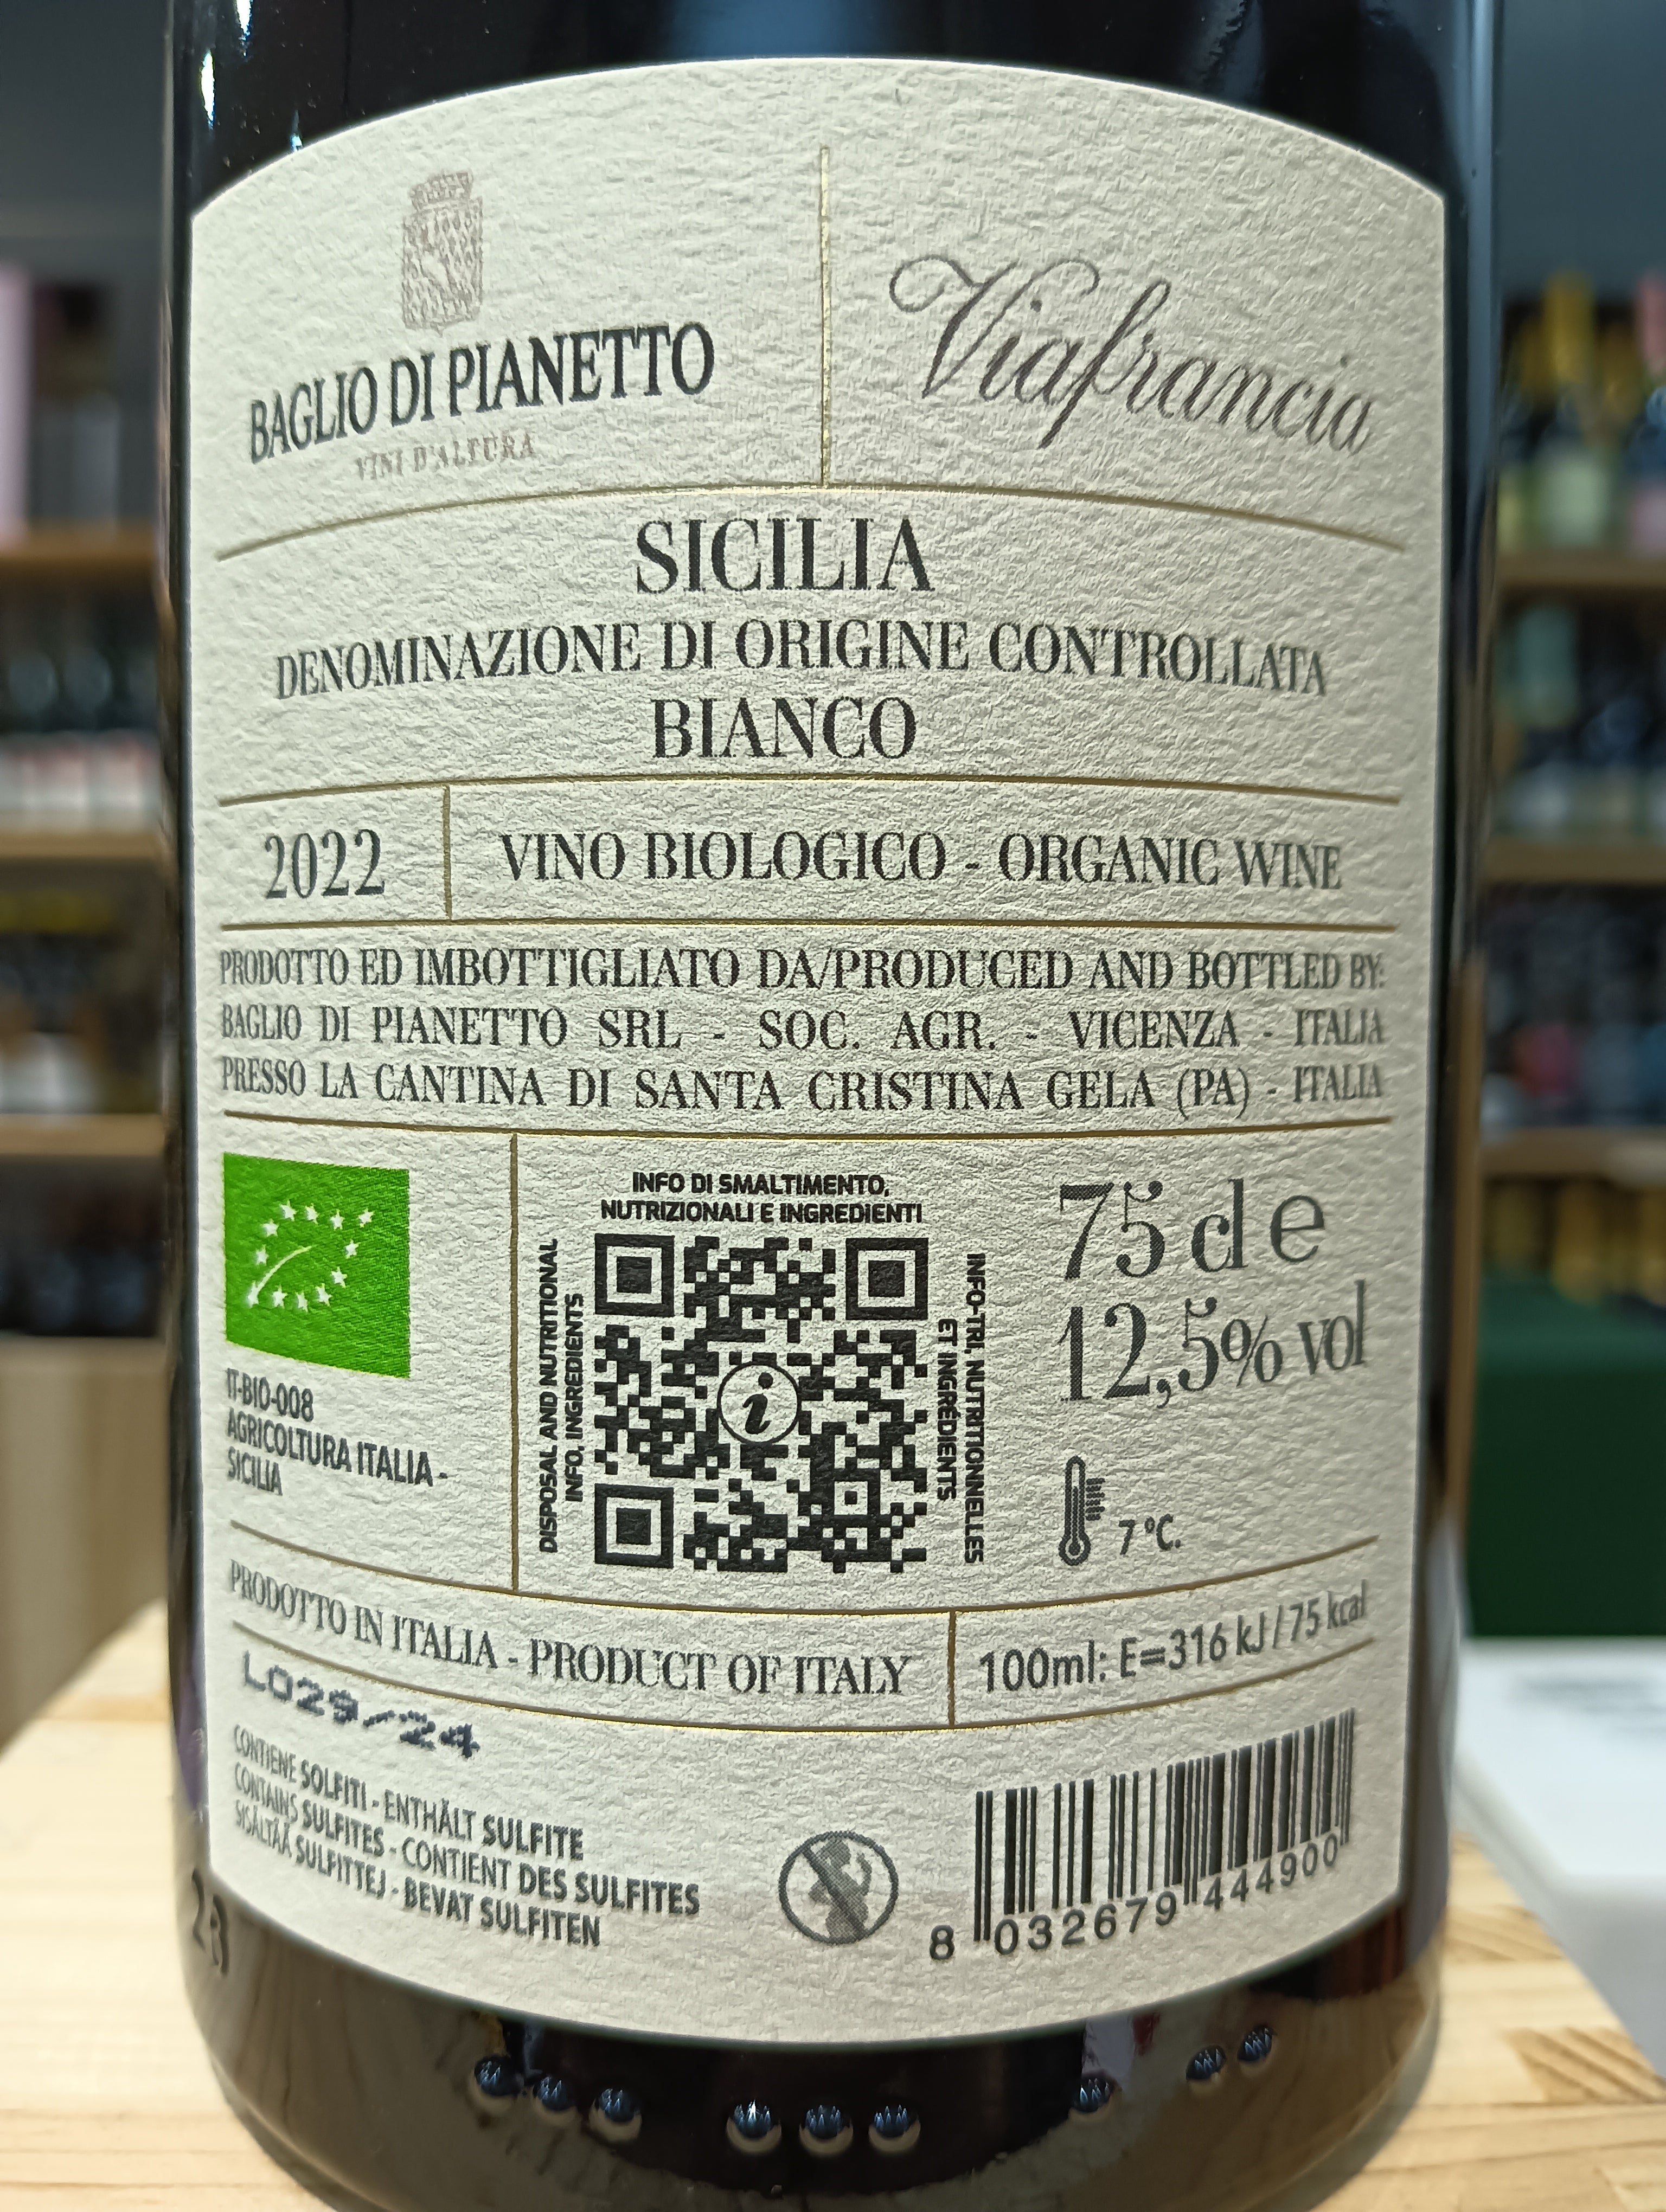 BAGLIO DI PIANETTO
VINI D'ALTURA
Viafrancia
SICILIA
DENOMINAZIONE DI ORIGINE CONTROLLATA
BIANCO
2022
VINO BIOLOGICO - ORGANIC WINE
PRODOTTO ED IMBOTTIGLIATO DA/PRODUCED AND BOTTLED BY:
BAGLIO DI PIANETTO SRL - SOC. AGR. - VICENZA - ITALIA
PRESSO LA CANTINA DI SANTA CRISTINA GELA (PA) - ITALIA
IT-BIO-008
AGRICOLTURA ITALIA -
SICILIA
INFO DI SMALTIMENTO,
NUTRIZIONALI E INGREDIENTI
DISPOSAL AND NUTRITIONAL
INFO. INGREDIENTS
INFO-TRI, NUTRITIONNELLES
ET INGRÉDIENTS
i
75 cl e
12,5% vol
7 °C.
PRODOTTO IN ITALIA - PRODUCT OF ITALY
100ml: E=316 kJ / 75 kcal
L029/24
CONTIENE SOLFITI - ENTHÄLT SULFITE
CONTAINS SULFITES - CONTIENT DES SULFITES
SISÄLTÄÄ SULFITTEJ - BEVAT SULFITEN
8 032679 444900